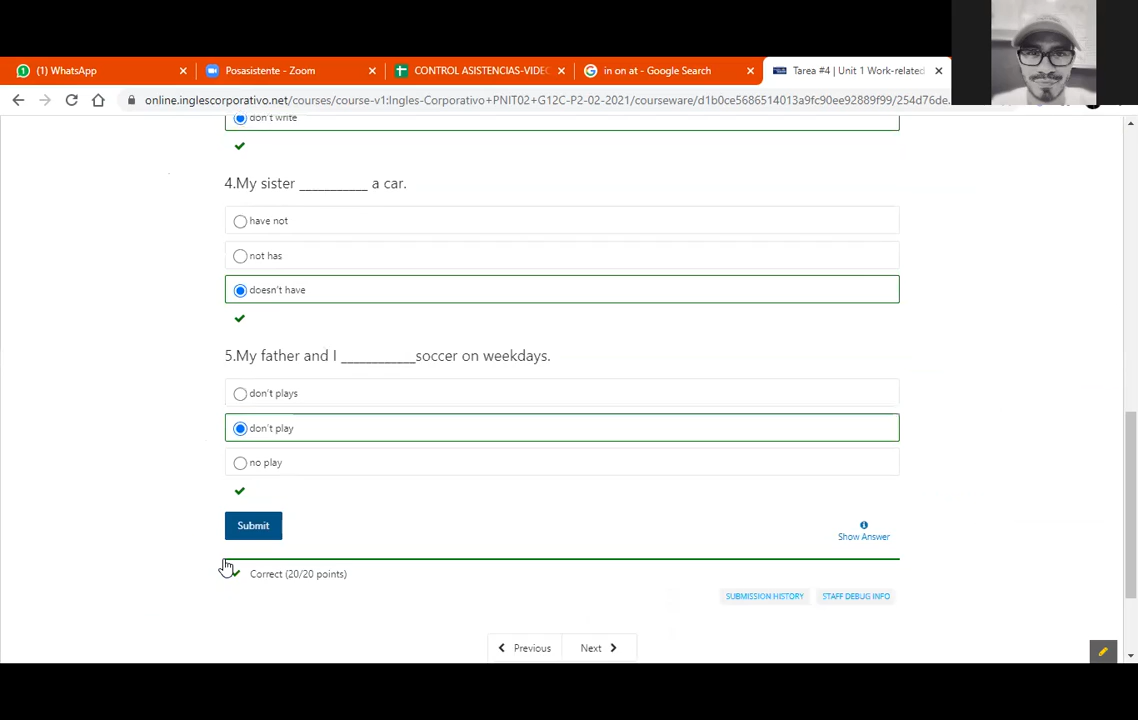 (1) WhatsApp
Posasistente - Zoom
CONTROL ASISTENCIAS-VIDEO
in on at - Google Search
Tarea #4 | Unit 1 Work-related
online.inglescorporativo.net/courses/course-v1:Ingles-Corporativo+PNIT02+G12C-P2-02-2021/courseware/d1b0ce5686514013a9fc90ee92889f99/254d76de...
don't write
4.My sister ___________ a car.
have not
not has
doesn't have
5.My father and I ____________soccer on weekdays.
don't plays
don't play
no play
Submit
Show Answer
Correct (20/20 points)
SUBMISSION HISTORY
STAFF DEBUG INFO
Previous
Next